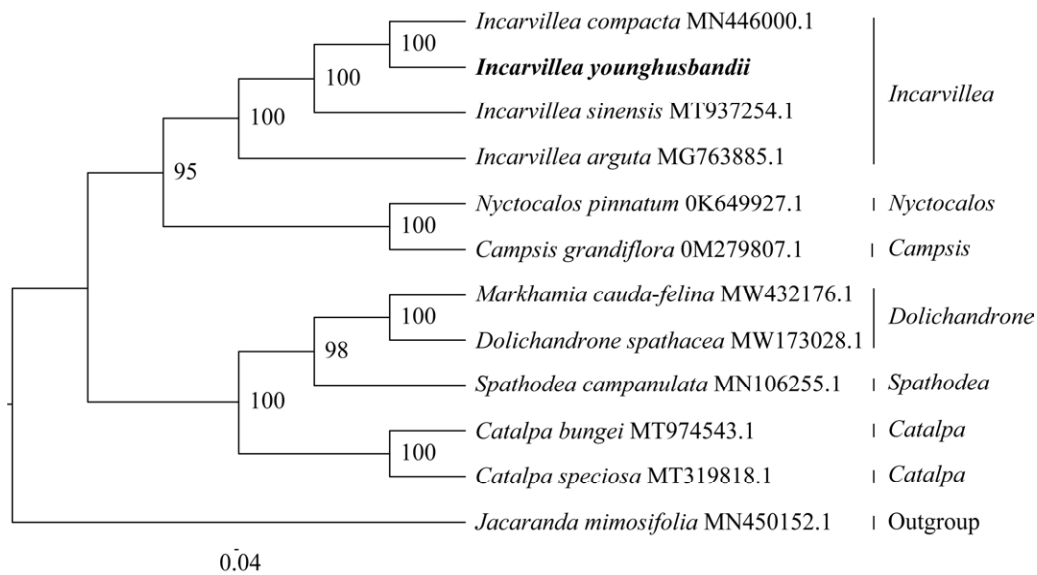 Incarvillea compacta MN446000.1
100
Incarvillea younghusbandii
100
Incarvillea
Incarvillea sinensis MT937254.1
100
Incarvillea arguta MG763885.1
95
Nyctocalos pinnatum 0K649927.1 Nyctocalos
100
Campsis grandiflora 0M279807.1 Campsis
Markhamia cauda-felina MW432176.1
100
Dolichandrone
Dolichandrone spathacea MW173028.1
98
Spathodea campanulata MN106255.1 Spathodea
100
Catalpa bungei MT974543.1 Catalpa
100
Catalpa speciosa MT319818.1 Catalpa
Jacaranda mimosifolia MN450152.1 Outgroup
0.04